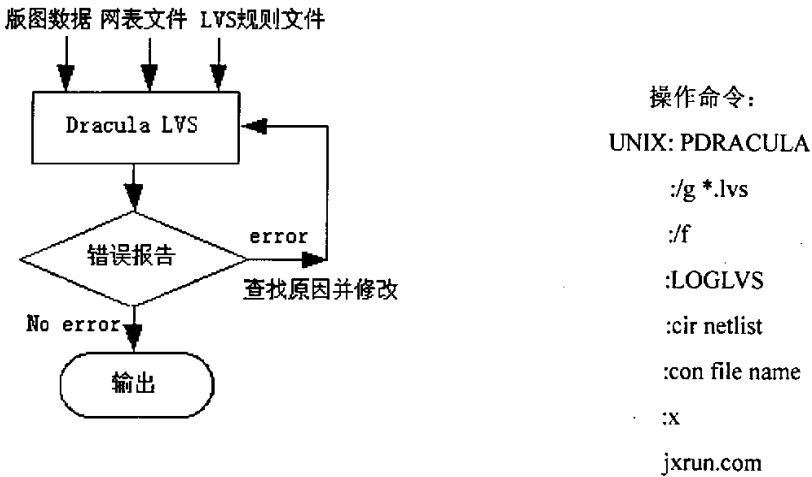 版图数据 网表文件 LVS规则文件
Dracula LVS
错误报告
error
查找原因并修改
No error
输出
操作命令:
UNIX: PDRACULA
:/g *.lvs
:/f
:LOGLVS
:cir netlist
:con file name
:x
jxrun.com